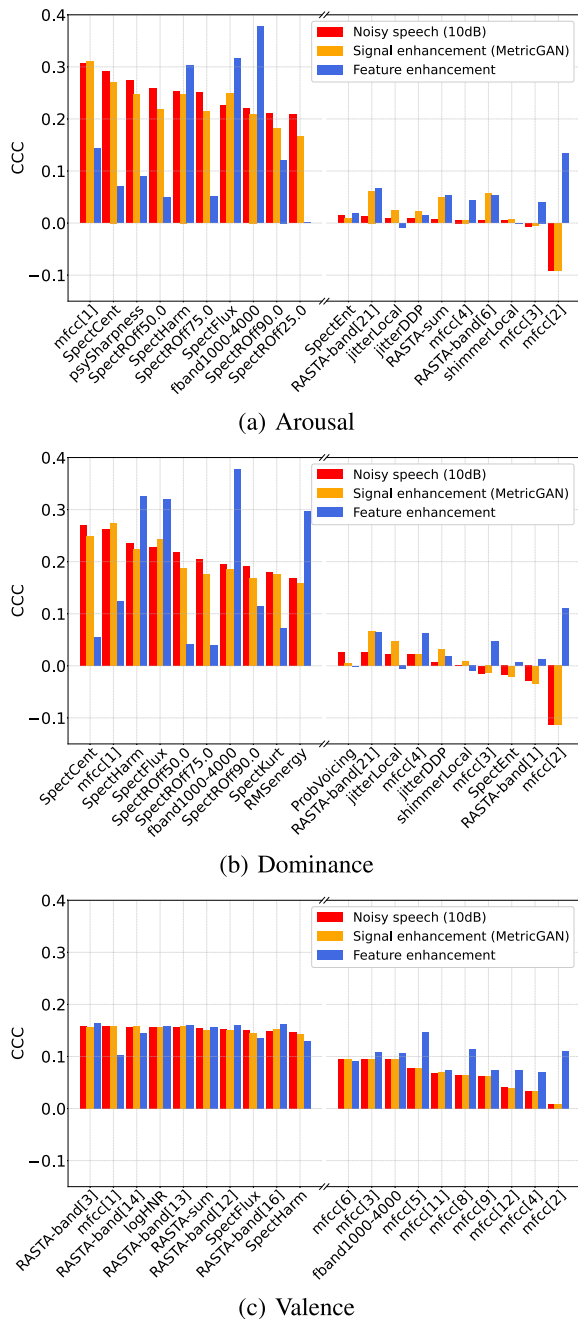 0.4
0.3
0.2
0.1
0.0
−0.1
CCC
Noisy speech (10dB)
Signal enhancement (MetricGAN)
Feature enhancement
mfcc[1]
SpectCent
psySharpness
SpectROff50.0
SpectHarm
SpectROff75.0
SpectFlux
fband1000-4000
SpectROff90.0
SpectROff25.0
SpectEnt
RASTA-band[21]
jitterLocal
jitterDDP
RASTA-sum
mfcc[4]
RASTA-band[6]
shimmerLocal
mfcc[3]
mfcc[2]
(a) Arousal
0.4
0.3
0.2
0.1
0.0
−0.1
CCC
Noisy speech (10dB)
Signal enhancement (MetricGAN)
Feature enhancement
SpectCent
mfcc[1]
SpectHarm
SpectFlux
SpectROff50.0
SpectROff75.0
fband1000-4000
SpectROff90.0
SpectKurt
RMSenergy
ProbVoicing
RASTA-band[21]
jitterLocal
mfcc[4]
jitterDDP
shimmerLocal
mfcc[3]
SpectEnt
RASTA-band[1]
mfcc[2]
(b) Dominance
0.4
0.3
0.2
0.1
0.0
−0.1
CCC
Noisy speech (10dB)
Signal enhancement (MetricGAN)
Feature enhancement
RASTA-band[3]
mfcc[1]
RASTA-band[14]
logHNR
RASTA-band[13]
RASTA-sum
RASTA-band[12]
SpectFlux
RASTA-band[16]
SpectHarm
mfcc[6]
mfcc[3]
fband1000-4000
mfcc[5]
mfcc[11]
mfcc[8]
mfcc[9]
mfcc[12]
mfcc[4]
mfcc[2]
(c) Valence